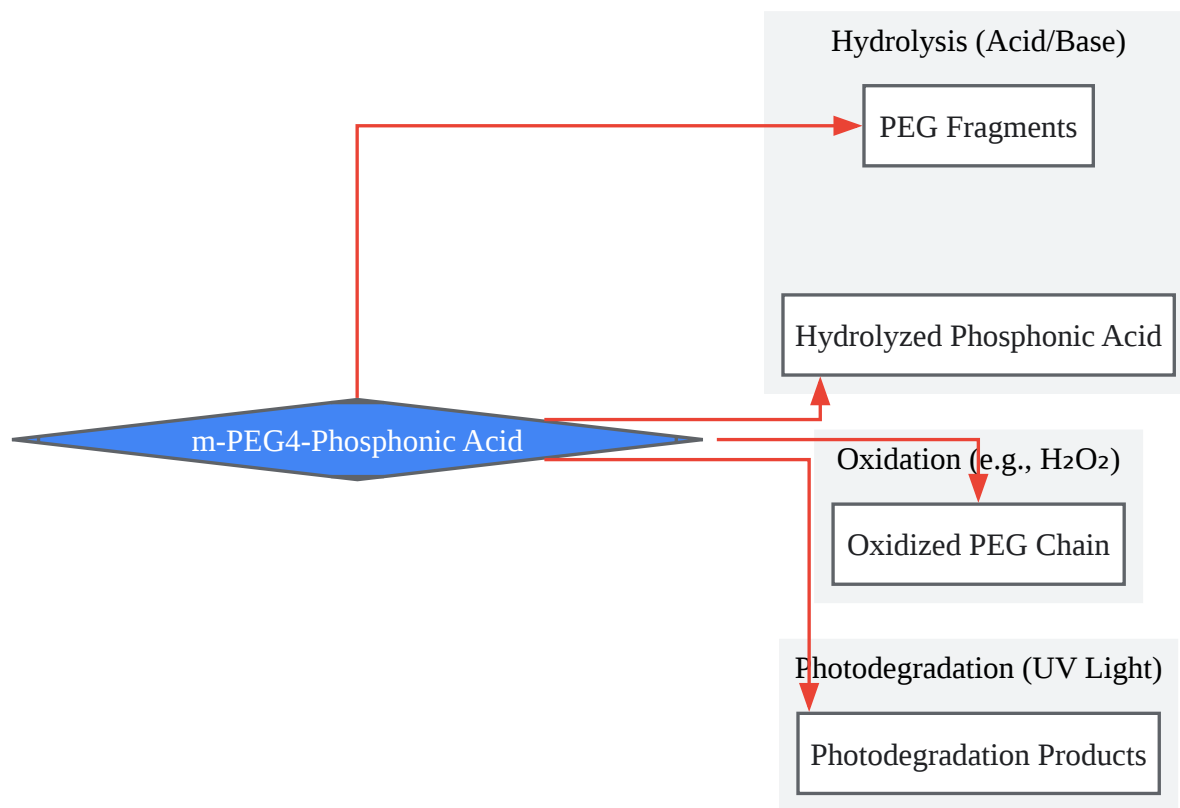 Hydrolysis (Acid/Base)
PEG Fragments
Hydrolyzed Phosphonic Acid
m-PEG4-Phosphonic Acid
Oxidation (e.g., H₂O₂)
Oxidized PEG Chain
Photodegradation (UV Light)
Photodegradation Products